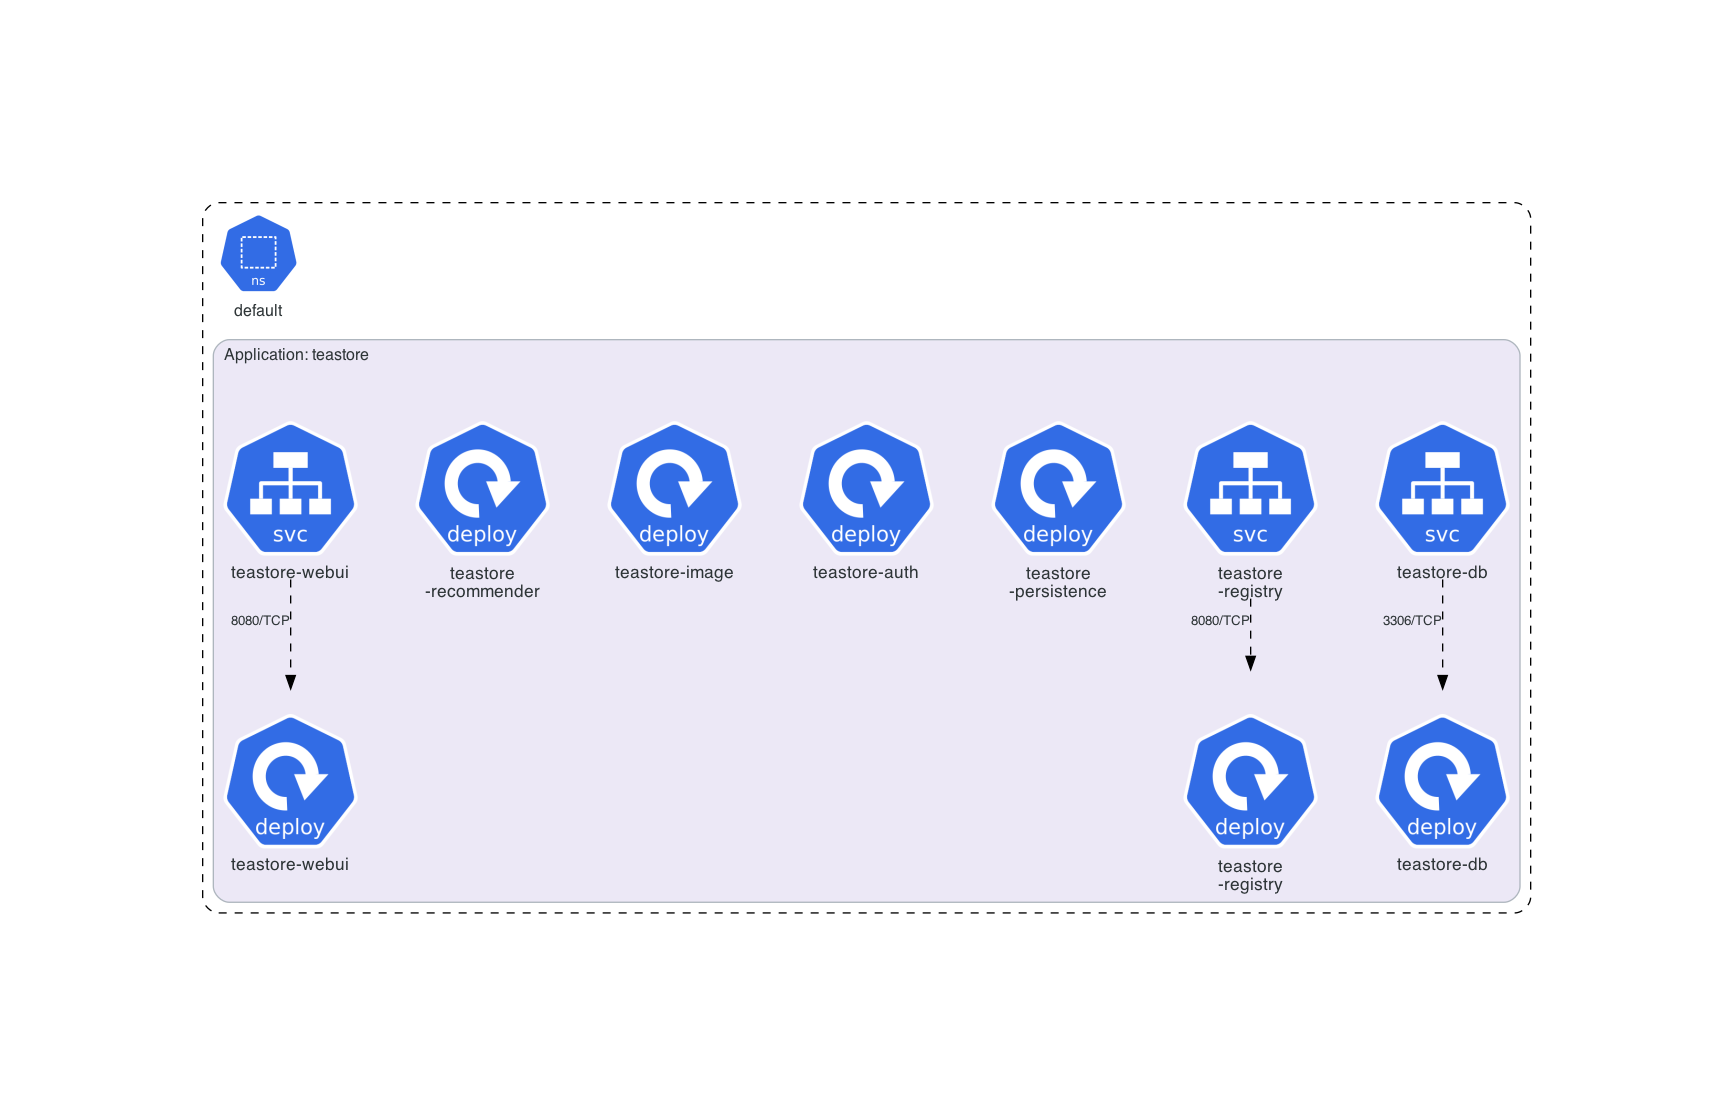 ns
default
Application: teastore
svc
teastore-webui
deploy
teastore
-recommender
deploy
teastore-image
deploy
teastore-auth
deploy
teastore
-persistence
svc
teastore
-registry
svc
teastore-db
8080/TCP
8080/TCP
3306/TCP
deploy
teastore-webui
deploy
teastore
-registry
deploy
teastore-db